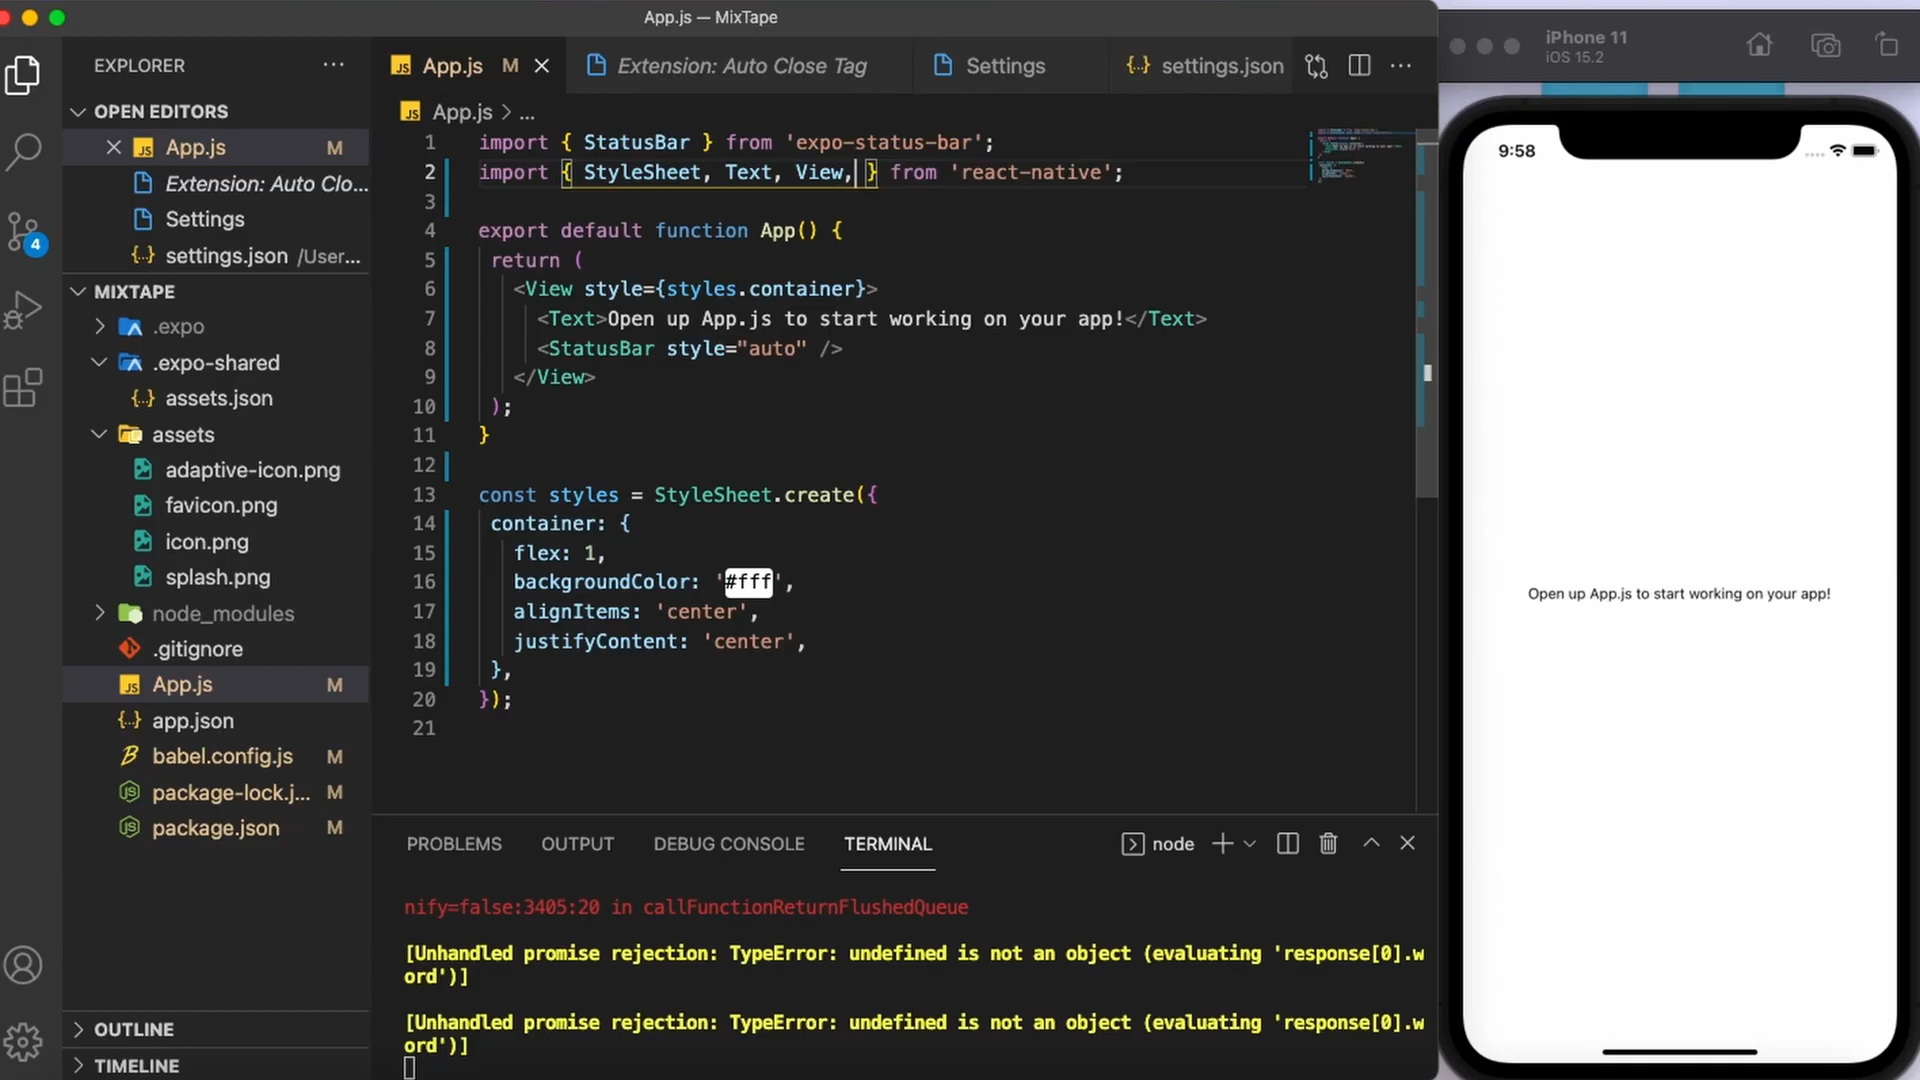 App.js — MixTape
EXPLORER
OPEN EDITORS
App.js M
Extension: Auto Clo...
Settings
settings.json /User...
4
MIXTAPE
.expo
.expo-shared
assets.json
assets
adaptive-icon.png
favicon.png
icon.png
splash.png
node_modules
.gitignore
App.js M
app.json
babel.config.js M
package-lock.j... M
package.json M
OUTLINE
TIMELINE
App.js M
Extension: Auto Close Tag
Settings
settings.json
App.js > ...
1 import { StatusBar } from 'expo-status-bar';
2 import { StyleSheet, Text, View, } from 'react-native';
3
4 export default function App() {
5 return (
6 <View style={styles.container}>
7 <Text>Open up App.js to start working on your app!</Text>
8 <StatusBar style="auto" />
9 </View>
10 );
11 }
12
13 const styles = StyleSheet.create({
14 container: {
15 flex: 1,
16 backgroundColor: '#fff',
17 alignItems: 'center',
18 justifyContent: 'center',
19 },
20 });
21
PROBLEMS OUTPUT DEBUG CONSOLE TERMINAL
node
nify=false:3405:20 in callFunctionReturnFlushedQueue
[Unhandled promise rejection: TypeError: undefined is not an object (evaluating 'response[0].w
ord')]
[Unhandled promise rejection: TypeError: undefined is not an object (evaluating 'response[0].w
ord')]
iPhone 11
iOS 15.2
9:58
Open up App.js to start working on your app!